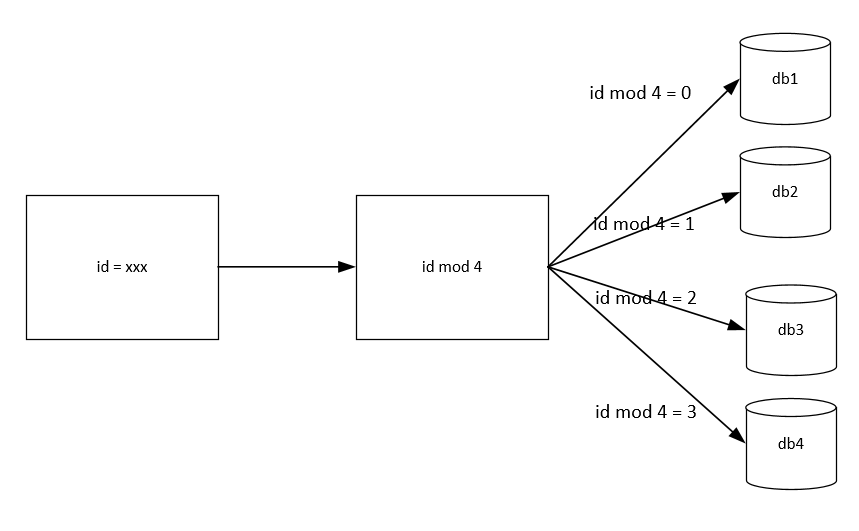 id = xxx
id mod 4
id mod 4 = 0
db1
id mod 4 = 1
db2
id mod 4 = 2
db3
id mod 4 = 3
db4